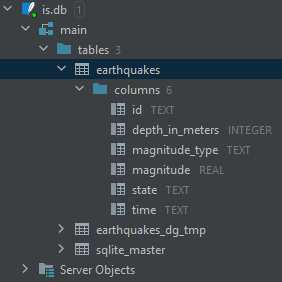 is.db 1
main
tables 3
earthquakes
columns 6
id TEXT
depth_in_meters INTEGER
magnitude_type TEXT
magnitude REAL
state TEXT
time TEXT
earthquakes_dg_tmp
sqlite_master
Server Objects